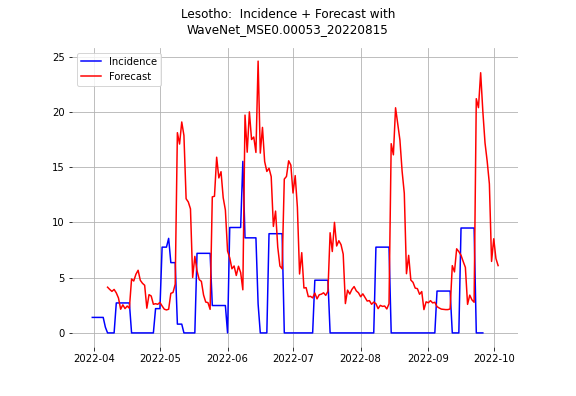 Lesotho:  Incidence + Forecast with
WaveNet_MSE0.00053_20220815
Incidence
Forecast
25
20
15
10
5
0
2022-04 2022-05 2022-06 2022-07 2022-08 2022-09 2022-10